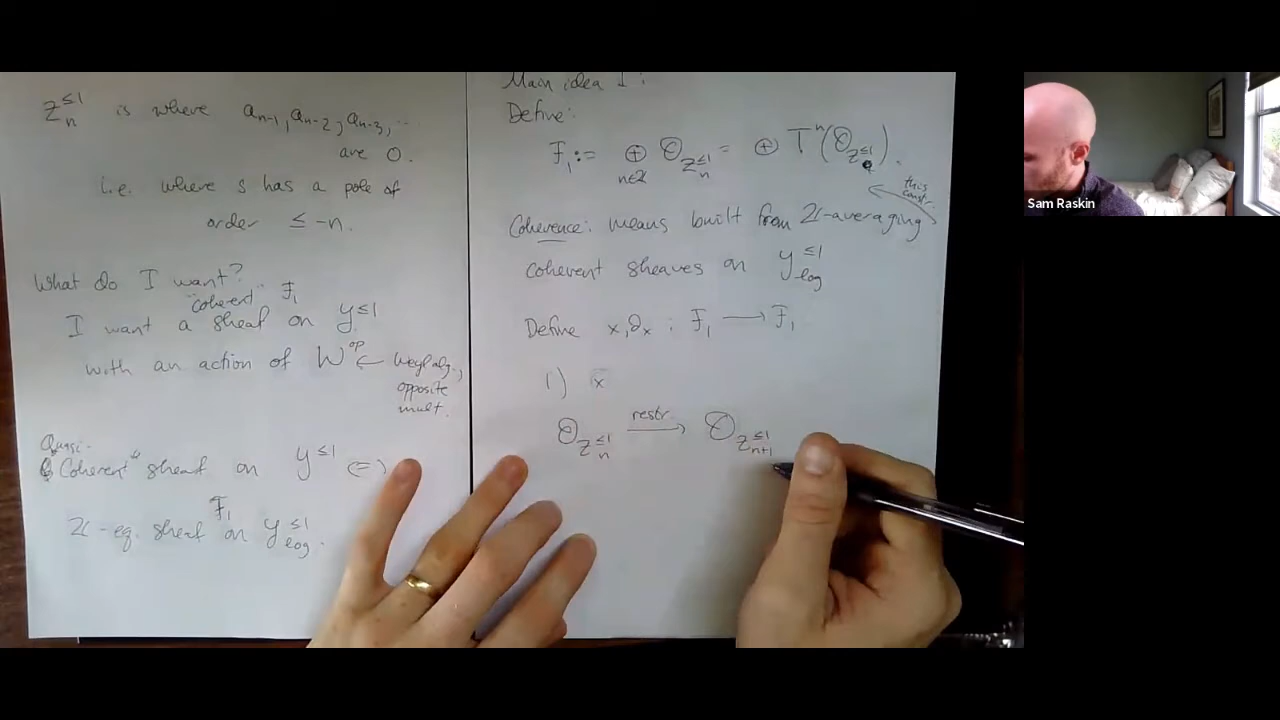 Z_n^{≤1} is where a_{n-1}, a_{n-2}, a_{n-3}, ...
are 0.
i.e. where s has a pole of
order ≤ -n.
What do I want?
"coherent" F_1
I want a sheaf on Y^{≤1}
with an action of W^{op} ← Weyl alg.,
opposite
mult.
Quasi-
Coherent" sheaf on Y^{≤1} (=)
Z-eq. sheaf F_1 on Y_{log}^{≤1}.
Main idea I:
Define:
F_1 := ⊕_{n∈Z} O_{Z_n^{≤1}} = ⊕ T^n(O_{Z^{≤1}}).
this
constr.
Coherence: means built from Z-averaging
coherent sheaves on Y_{log}^{≤1}
Define x, ∂_x : F_1 → F_1
1) x
O_{Z_n^{≤1}} restr. → O_{Z_{n+1}^{≤1}}
Sam Raskin